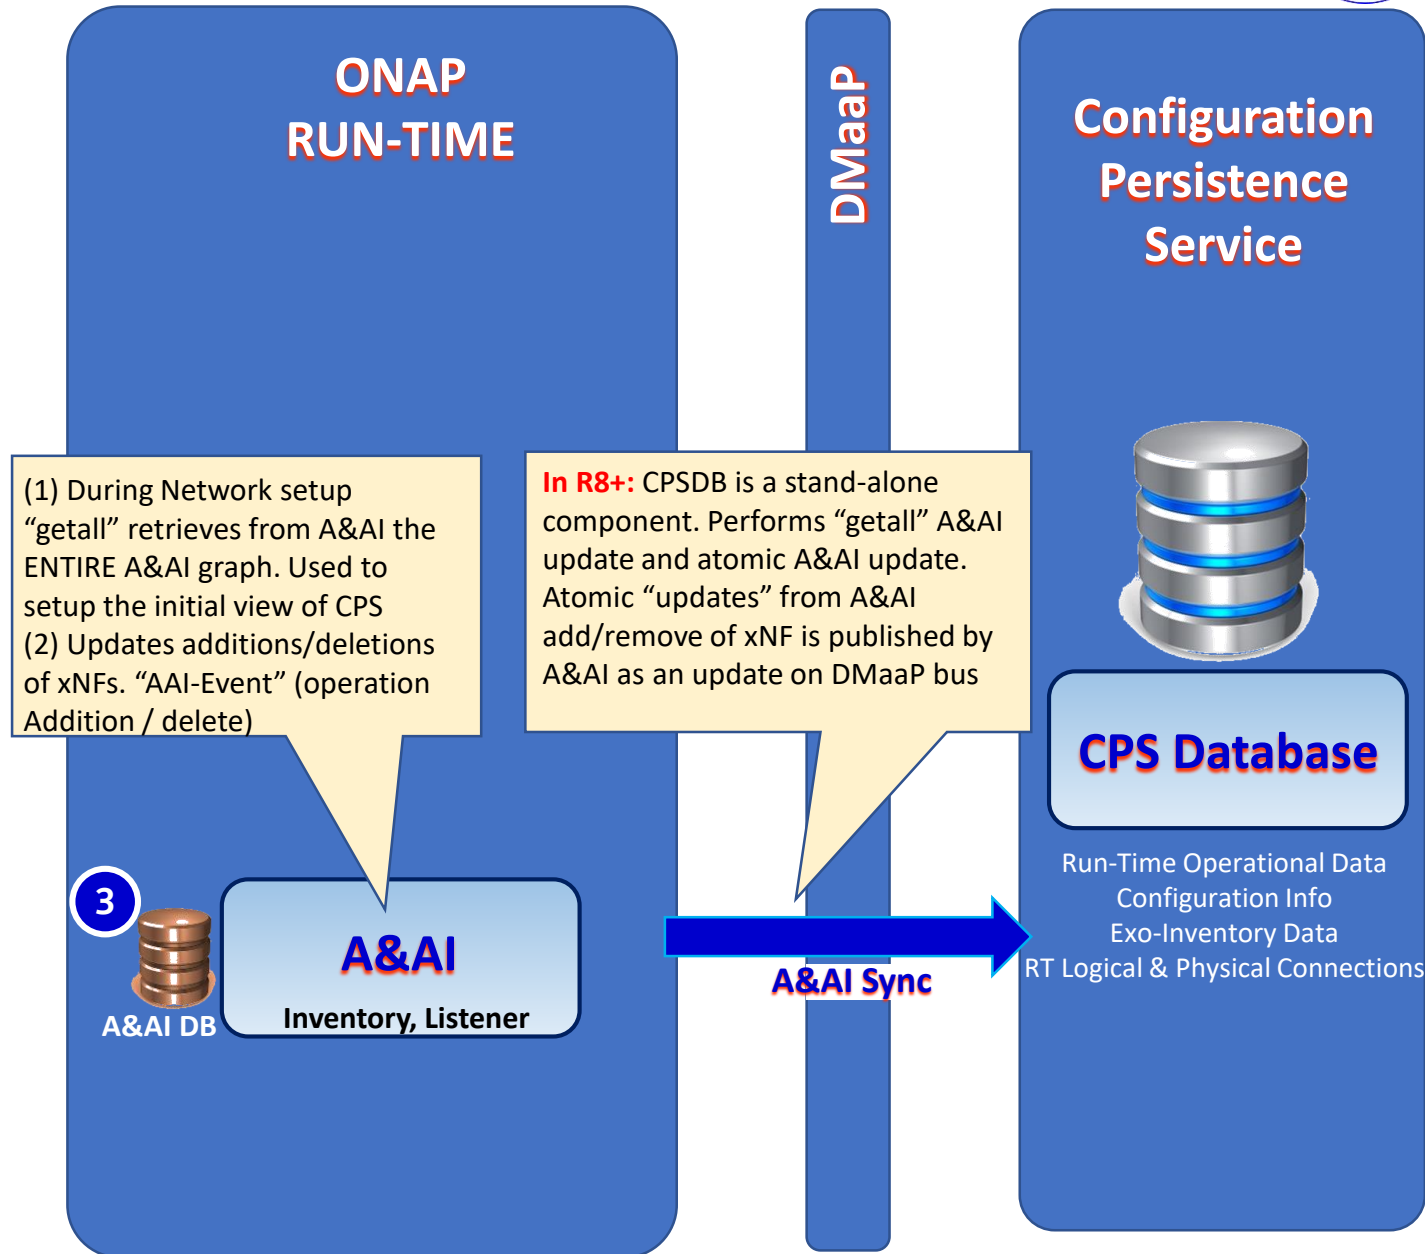 ONAP
RUN-TIME
DMaaP
Configuration
Persistence
Service
(1) During Network setup
“getall” retrieves from A&AI the
ENTIRE A&AI graph. Used to
setup the initial view of CPS
(2) Updates additions/deletions
of xNFs. “AAI-Event” (operation
Addition / delete)
In R8+: CPSDB is a stand-alone
component. Performs “getall” A&AI
update and atomic A&AI update.
Atomic “updates” from A&AI
add/remove of xNF is published by
A&AI as an update on DMaaP bus
CPS Database
Run-Time Operational Data
Configuration Info
Exo-Inventory Data
RT Logical & Physical Connections
3
A&AI DB
A&AI
Inventory, Listener
A&AI Sync